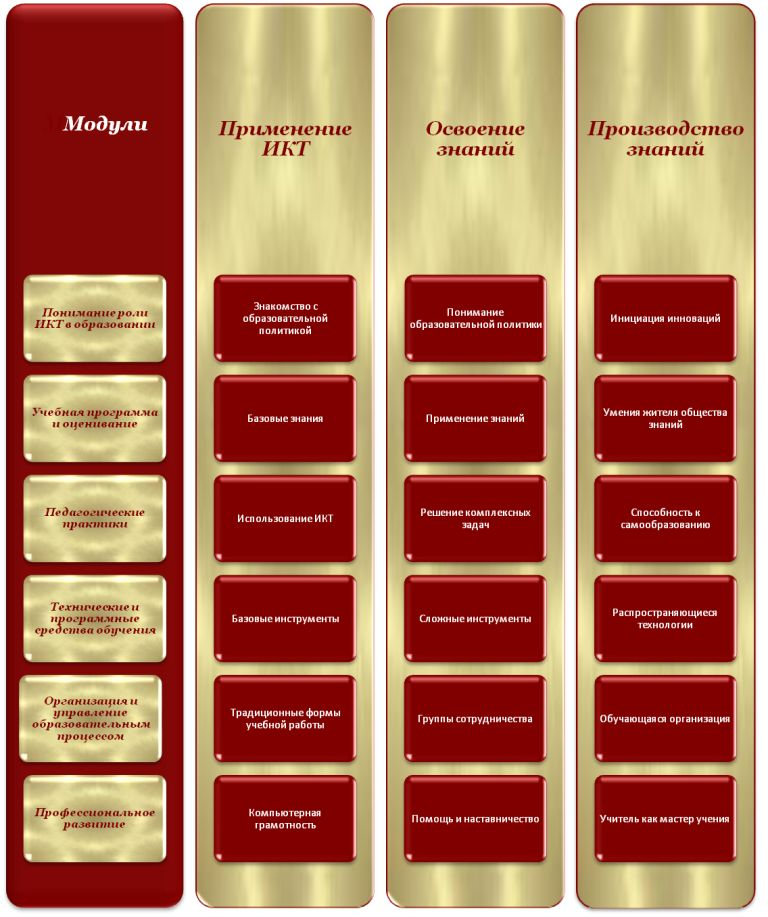 Модули
Применение
ИКТ
Освоение
знаний
Производство
знаний
Понимание роли
ИКТ в образовании
Знакомство с
образовательной
политикой
Понимание
образовательной политики
Инициация инноваций
Учебная программа
и оценивание
Базовые знания
Применение знаний
Умения жителя общества
знаний
Педагогические
практики
Использование ИКТ
Решение комплексных
задач
Способность к
самообразованию
Технические и
программные
средства обучения
Базовые инструменты
Сложные инструменты
Распространяющиеся
технологии
Организация и
управление
образовательным
процессом
Традиционные формы
учебной работы
Группы сотрудничества
Обучающаяся организация
Профессиональное
развитие
Компьютерная
грамотность
Помощь и наставничество
Учитель как мастер учения